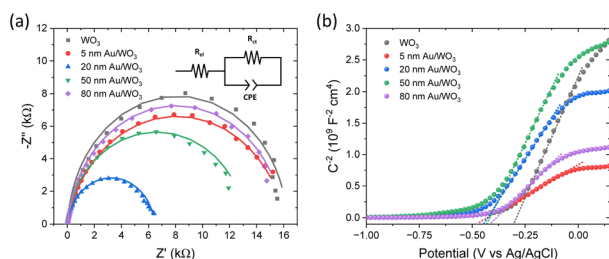 (a)
12
10
8
6
4
2
0
-Z'' (kΩ)
WO₃
5 nm Au/WO₃
20 nm Au/WO₃
50 nm Au/WO₃
80 nm Au/WO₃
Rct
CPE
0 2 4 6 8 10 12 14 16 18
Z' (kΩ)
(b)
3.0
2.5
2.0
1.5
1.0
0.5
0.0
C⁻² (10⁹ F⁻² cm⁴)
WO₃
5 nm Au/WO₃
20 nm Au/WO₃
50 nm Au/WO₃
80 nm Au/WO₃
-1.00 -0.75 -0.50 -0.25 0.00
Potential (V vs Ag/AgCl)